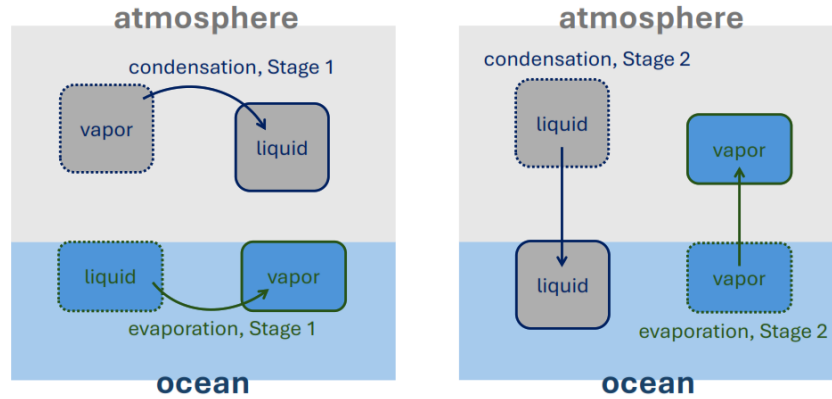 atmosphere
condensation, Stage 1
vapor
liquid
liquid
vapor
evaporation, Stage 1
ocean
atmosphere
condensation, Stage 2
liquid
vapor
liquid
vapor
evaporation, Stage 2
ocean